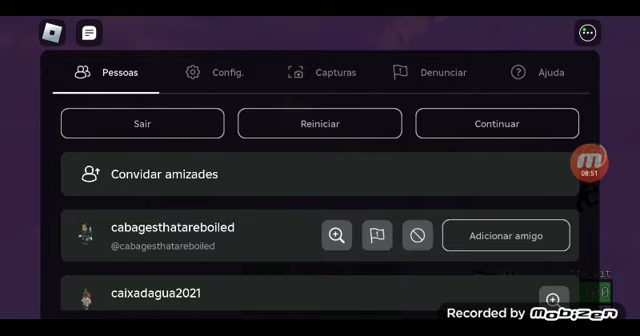 Pessoas
Config.
Capturas
Denunciar
Ajuda
Sair
Reiniciar
Continuar
Convidar amizades
08:51
cabagesthatareboiled
@cabagesthatareboiled
Adicionar amigo
caixadagua2021
Recorded by Mobizen